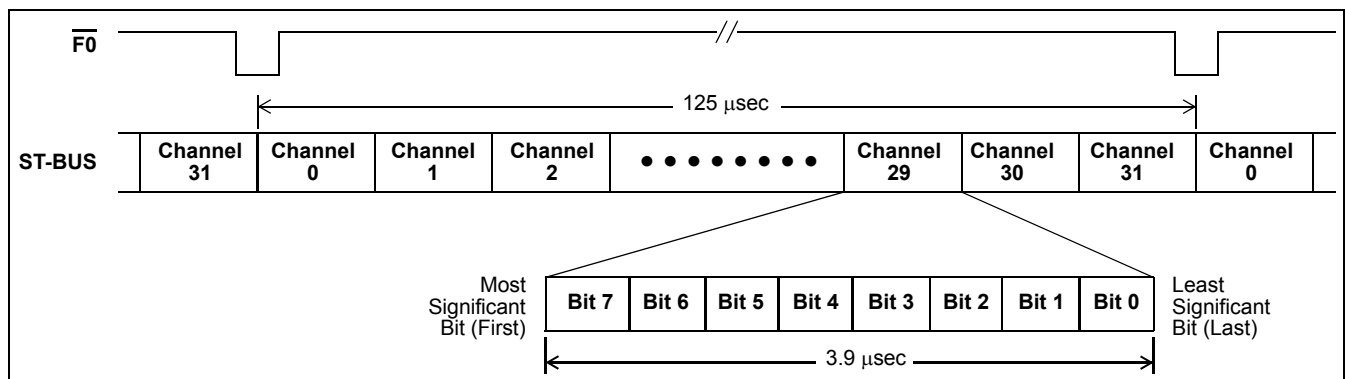 F0
125 μsec
ST-BUS
Channel 31
Channel 0
Channel 1
Channel 2
Channel 29
Channel 30
Channel 31
Channel 0
Most
Significant
Bit (First)
Bit 7
Bit 6
Bit 5
Bit 4
Bit 3
Bit 2
Bit 1
Bit 0
Least
Significant
Bit (Last)
3.9 μsec